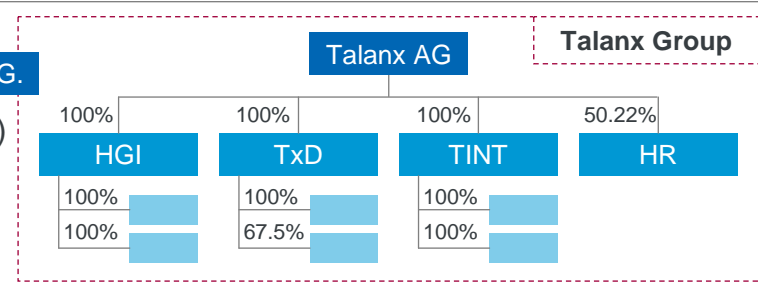 Talanx Group
Talanx AG
G.
)
100% 100% 100% 50.22%
HGI TxD TINT HR
100% 100% 100%
100% 67.5% 100%